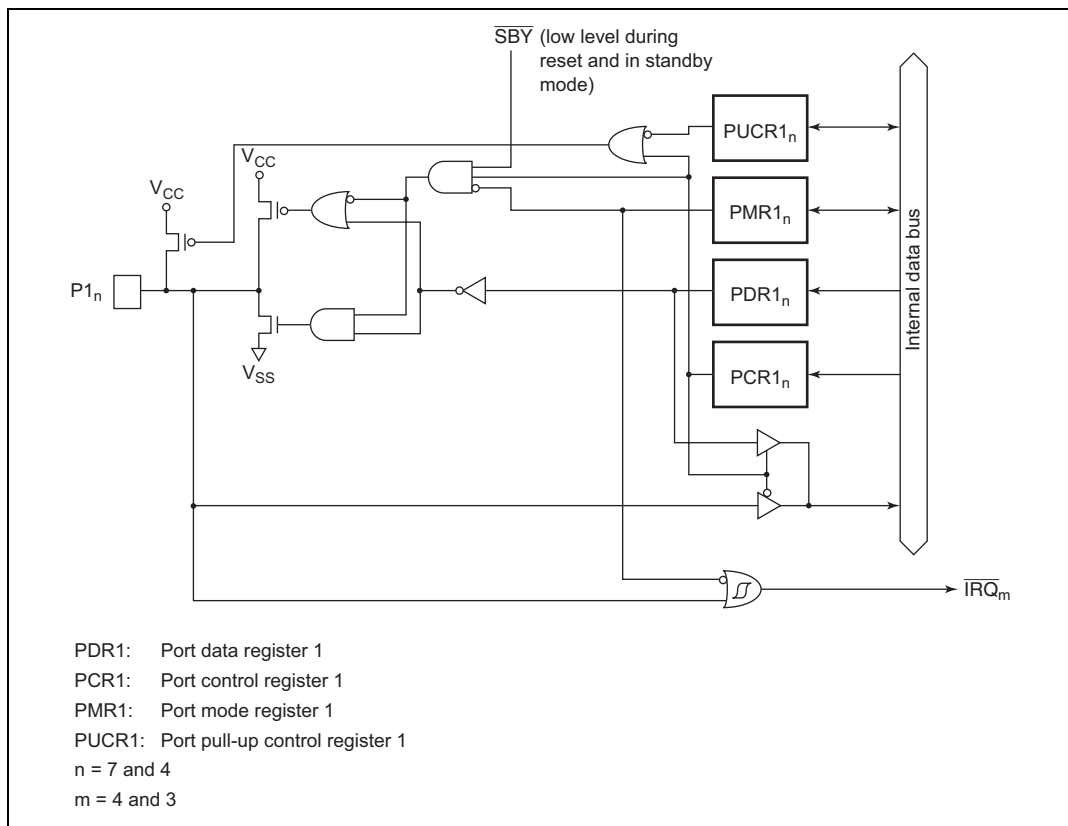 S̅B̅Y̅ (low level during
reset and in standby
mode)
PUCR1n
VCC
VCC
PMR1n
Internal data bus
P1n
PDR1n
PCR1n
VSS
I̅R̅Q̅m
PDR1: Port data register 1
PCR1: Port control register 1
PMR1: Port mode register 1
PUCR1: Port pull-up control register 1
n = 7 and 4
m = 4 and 3